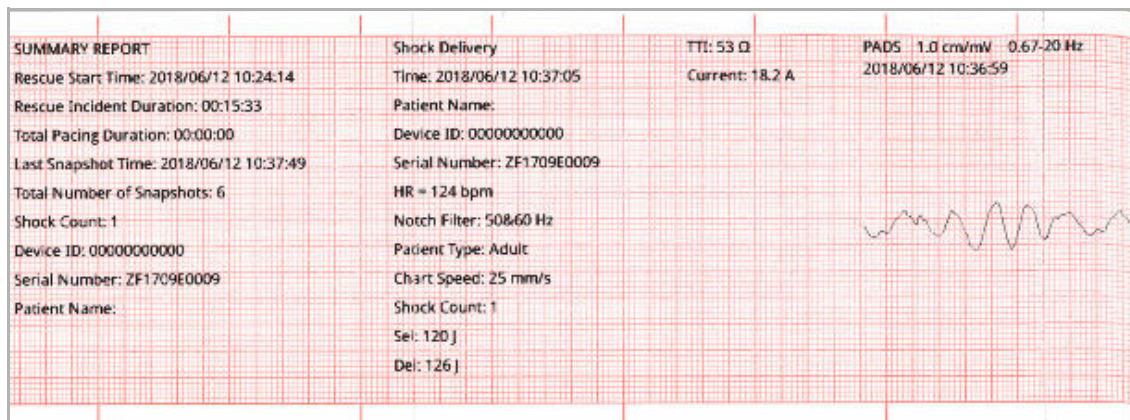 SUMMARY REPORT
Rescue Start Time: 2018/06/12 10:24:14
Rescue Incident Duration: 00:15:33
Total Pacing Duration: 00:00:00
Last Snapshot Time: 2018/06/12 10:37:49
Total Number of Snapshots: 6
Shock Count: 1
Device ID: 00000000000
Serial Number: ZF1709E0009
Patient Name:
Shock Delivery
Time: 2018/06/12 10:37:05
Patient Name:
Device ID: 00000000000
Serial Number: ZF1709E0009
HR = 124 bpm
Notch Filter: 50&60 Hz
Patient Type: Adult
Chart Speed: 25 mm/s
Shock Count: 1
Sel: 120 J
Del: 126 J
TTI: 53 Ω
Current: 18.2 A
PADS 1.0 cm/mV 0.67-20 Hz
2018/06/12 10:36:59